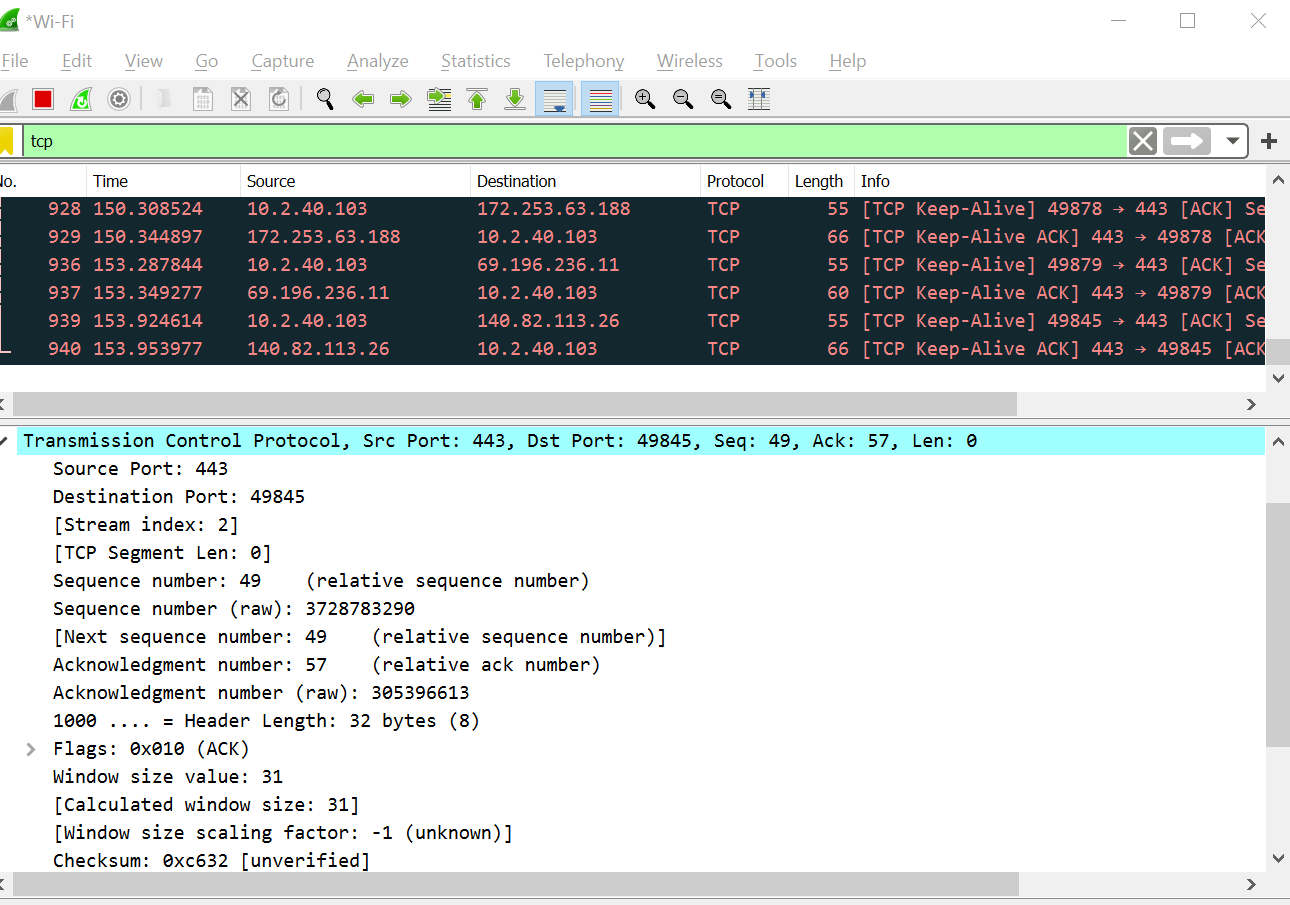 *Wi-Fi
File Edit View Go Capture Analyze Statistics Telephony Wireless Tools Help
tcp
No. Time Source Destination Protocol Length Info
928 150.308524 10.2.40.103 172.253.63.188 TCP 55 [TCP Keep-Alive] 49878 → 443 [ACK] Se
929 150.344897 172.253.63.188 10.2.40.103 TCP 66 [TCP Keep-Alive ACK] 443 → 49878 [ACK
936 153.287844 10.2.40.103 69.196.236.11 TCP 55 [TCP Keep-Alive] 49879 → 443 [ACK] Se
937 153.349277 69.196.236.11 10.2.40.103 TCP 60 [TCP Keep-Alive ACK] 443 → 49879 [ACK
939 153.924614 10.2.40.103 140.82.113.26 TCP 55 [TCP Keep-Alive] 49845 → 443 [ACK] Se
940 153.953977 140.82.113.26 10.2.40.103 TCP 66 [TCP Keep-Alive ACK] 443 → 49845 [ACK
Transmission Control Protocol, Src Port: 443, Dst Port: 49845, Seq: 49, Ack: 57, Len: 0
Source Port: 443
Destination Port: 49845
[Stream index: 2]
[TCP Segment Len: 0]
Sequence number: 49 (relative sequence number)
Sequence number (raw): 3728783290
[Next sequence number: 49 (relative sequence number)]
Acknowledgment number: 57 (relative ack number)
Acknowledgment number (raw): 305396613
1000 .... = Header Length: 32 bytes (8)
Flags: 0x010 (ACK)
Window size value: 31
[Calculated window size: 31]
[Window size scaling factor: -1 (unknown)]
Checksum: 0xc632 [unverified]